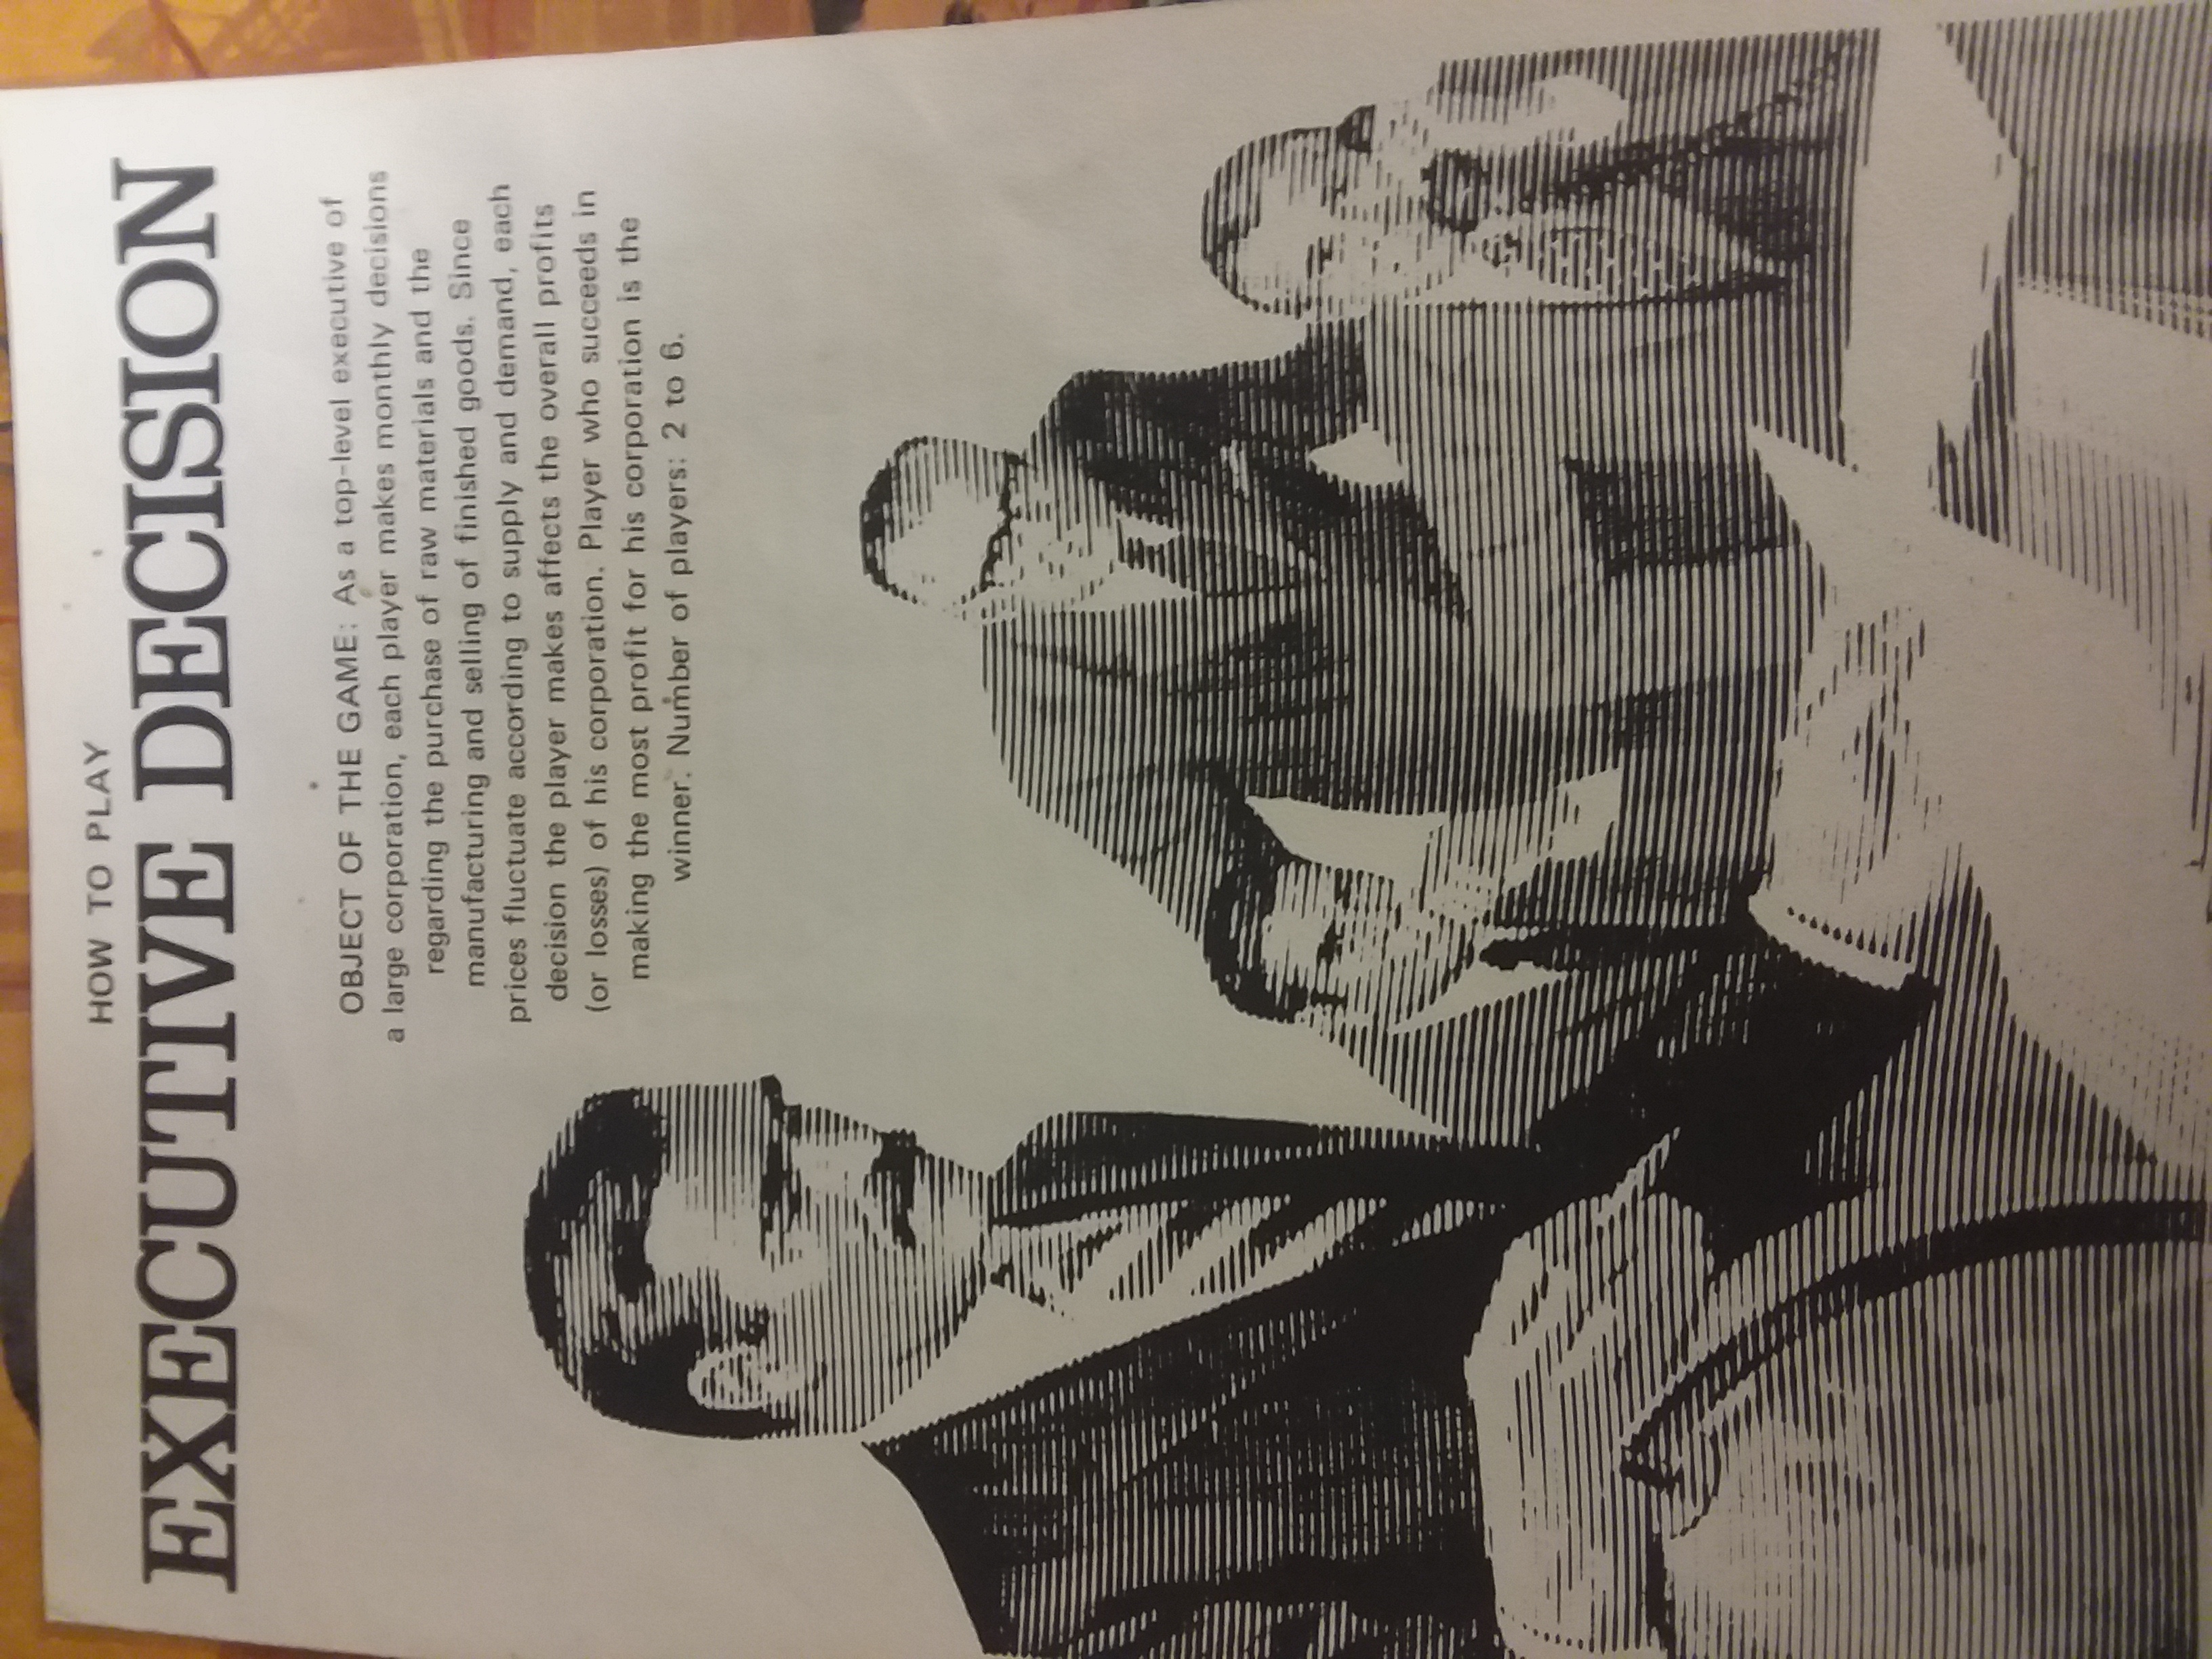 HOW TO PLAY
EXECUTIVE DECISION
OBJECT OF THE GAME: As a top-level executive of
a large corporation, each player makes monthly decisions
regarding the purchase of raw materials and the
manufacturing and selling of finished goods. Since
prices fluctuate according to supply and demand, each
decision the player makes affects the overall profits
(or losses) of his corporation. Player who succeeds in
making the most profit for his corporation is the
winner. Number of players: 2 to 6.